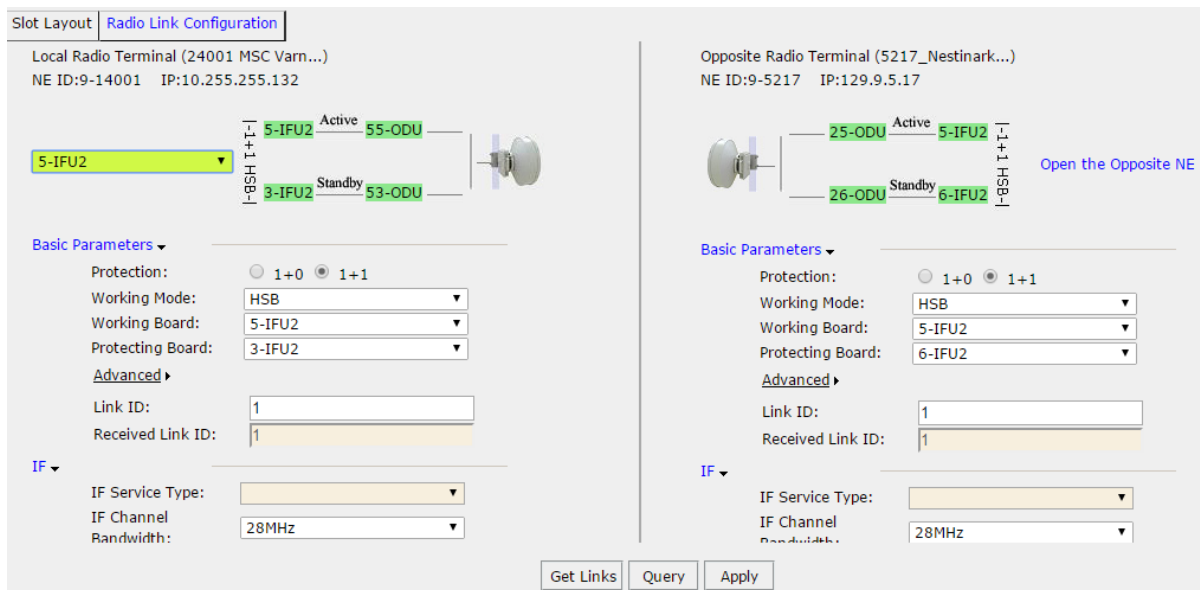 Slot Layout Radio Link Configuration
Local Radio Terminal (24001 MSC Varn...)
NE ID:9-14001 IP:10.255.255.132
5-IFU2
|-1+1 HSB-|
5-IFU2 Active 55-ODU
3-IFU2 Standby 53-ODU
Basic Parameters
Protection: 1+0 1+1
Working Mode: HSB
Working Board: 5-IFU2
Protecting Board: 3-IFU2
Advanced
Link ID: 1
Received Link ID: 1
IF
IF Service Type:
IF Channel
Bandwidth: 28MHz
Opposite Radio Terminal (5217_Nestinark...)
NE ID:9-5217 IP:129.9.5.17
25-ODU Active 5-IFU2
26-ODU Standby 6-IFU2
|-1+1 HSB-|
Open the Opposite NE
Basic Parameters
Protection: 1+0 1+1
Working Mode: HSB
Working Board: 5-IFU2
Protecting Board: 6-IFU2
Advanced
Link ID: 1
Received Link ID: 1
IF
IF Service Type:
IF Channel
Bandwidth: 28MHz
Get Links Query Apply